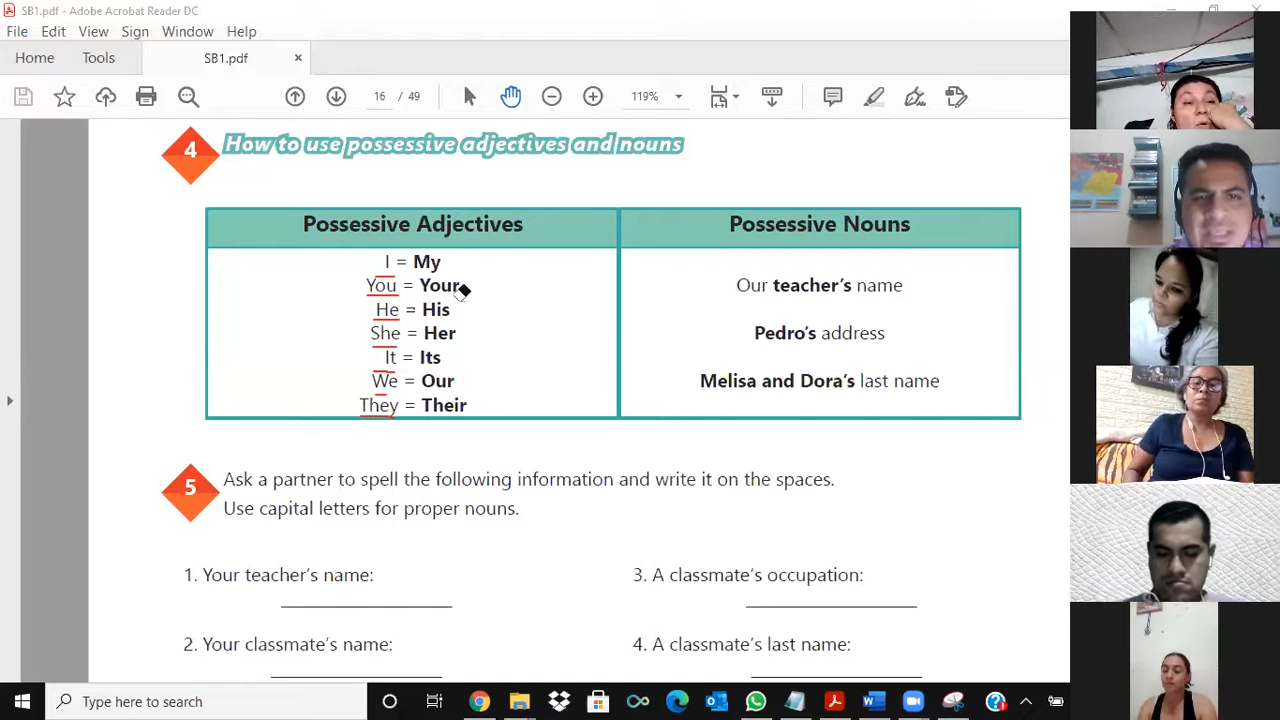 SB1.pdf - Adobe Acrobat Reader DC
File Edit View Sign Window Help
Home Tools SB1.pdf ×
16 / 49 119%
4 How to use possessive adjectives and nouns
Possessive Adjectives
I = My
You = Your
He = His
She = Her
It = Its
We = Our
They = Their
Possessive Nouns
Our teacher's name
Pedro's address
Melisa and Dora's last name
5 Ask a partner to spell the following information and write it on the spaces.
Use capital letters for proper nouns.
1. Your teacher's name:
3. A classmate's occupation:
2. Your classmate's name:
4. A classmate's last name:
Type here to search